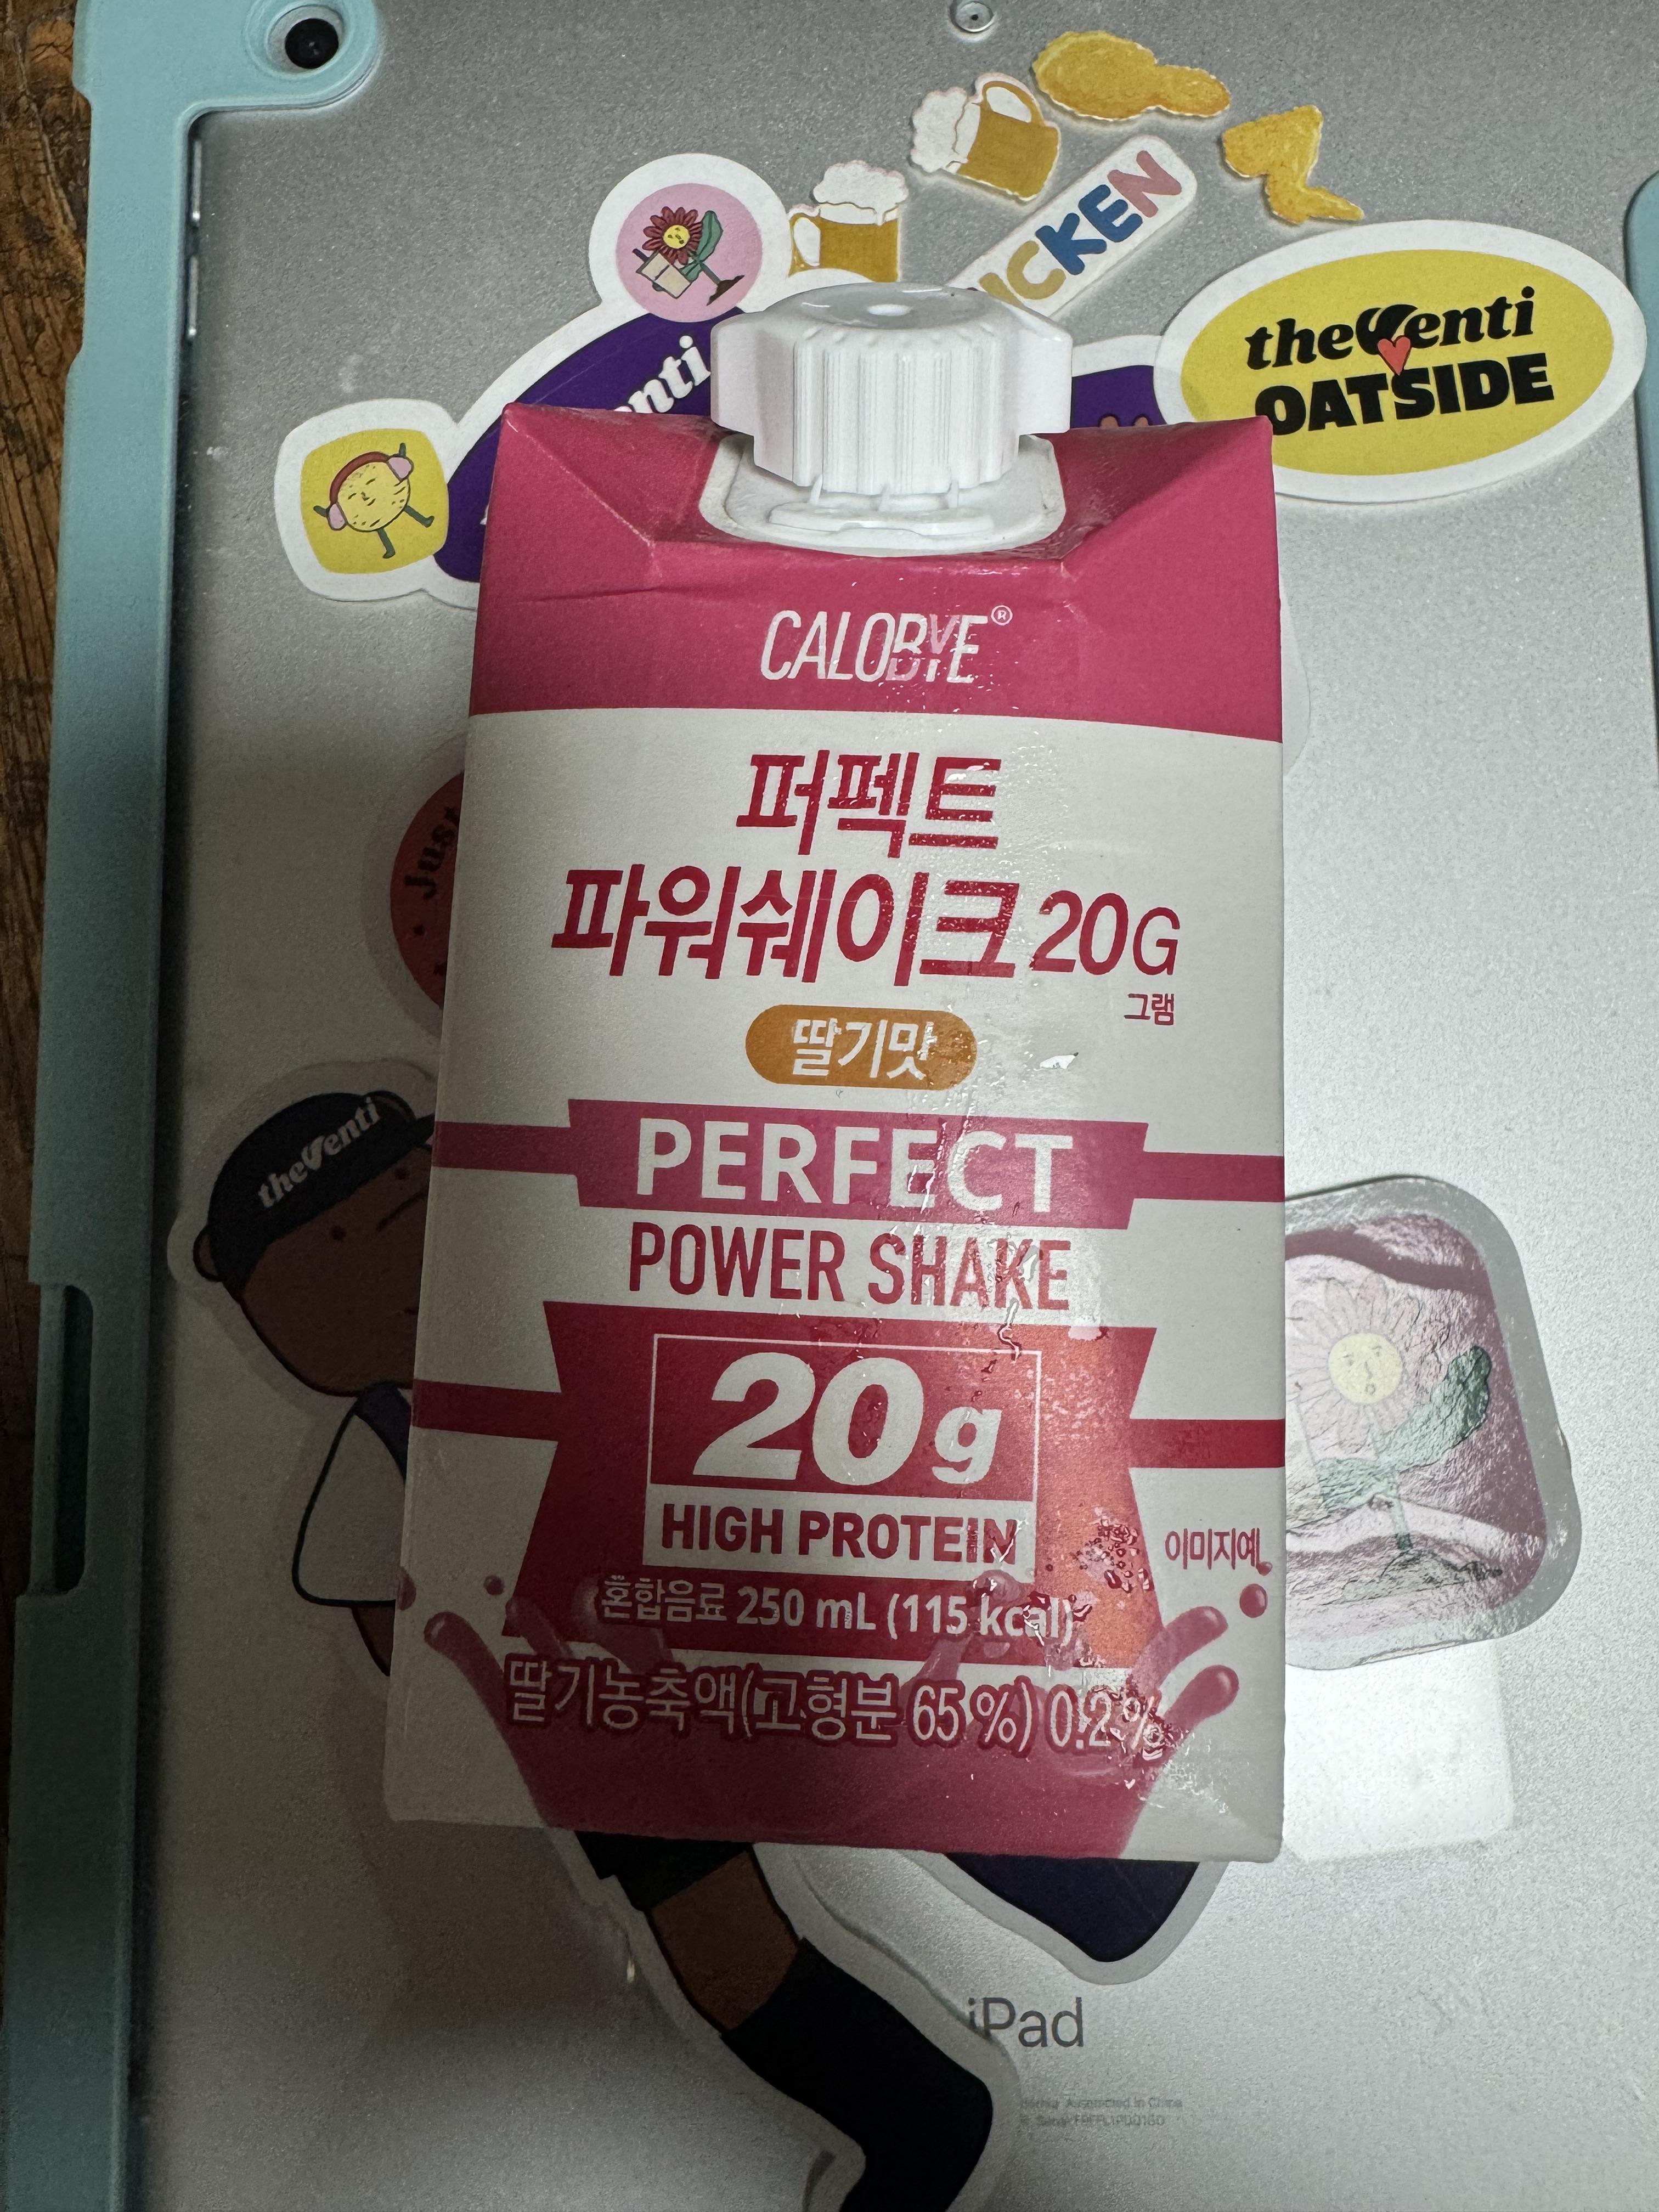 CKEN
theVenti
OATSIDE
enti
CALOBYE®
퍼펙트
파워쉐이크 20G
그램
딸기맛
Just
PERFECT
POWER SHAKE
theVenti
20g
HIGH PROTEIN
이미지예
혼합음료 250 mL (115 kcal)
딸기농축액(고형분 65 %) 0.2 %
iPad